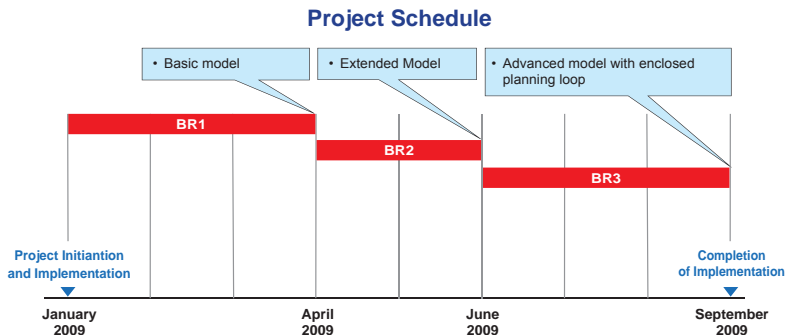 Project Schedule
• Basic model
• Extended Model
• Advanced model with enclosed
planning loop
BR1
BR2
BR3
Project Initiantion
and Implementation
Completion
of Implementation
January
2009
April
2009
June
2009
September
2009